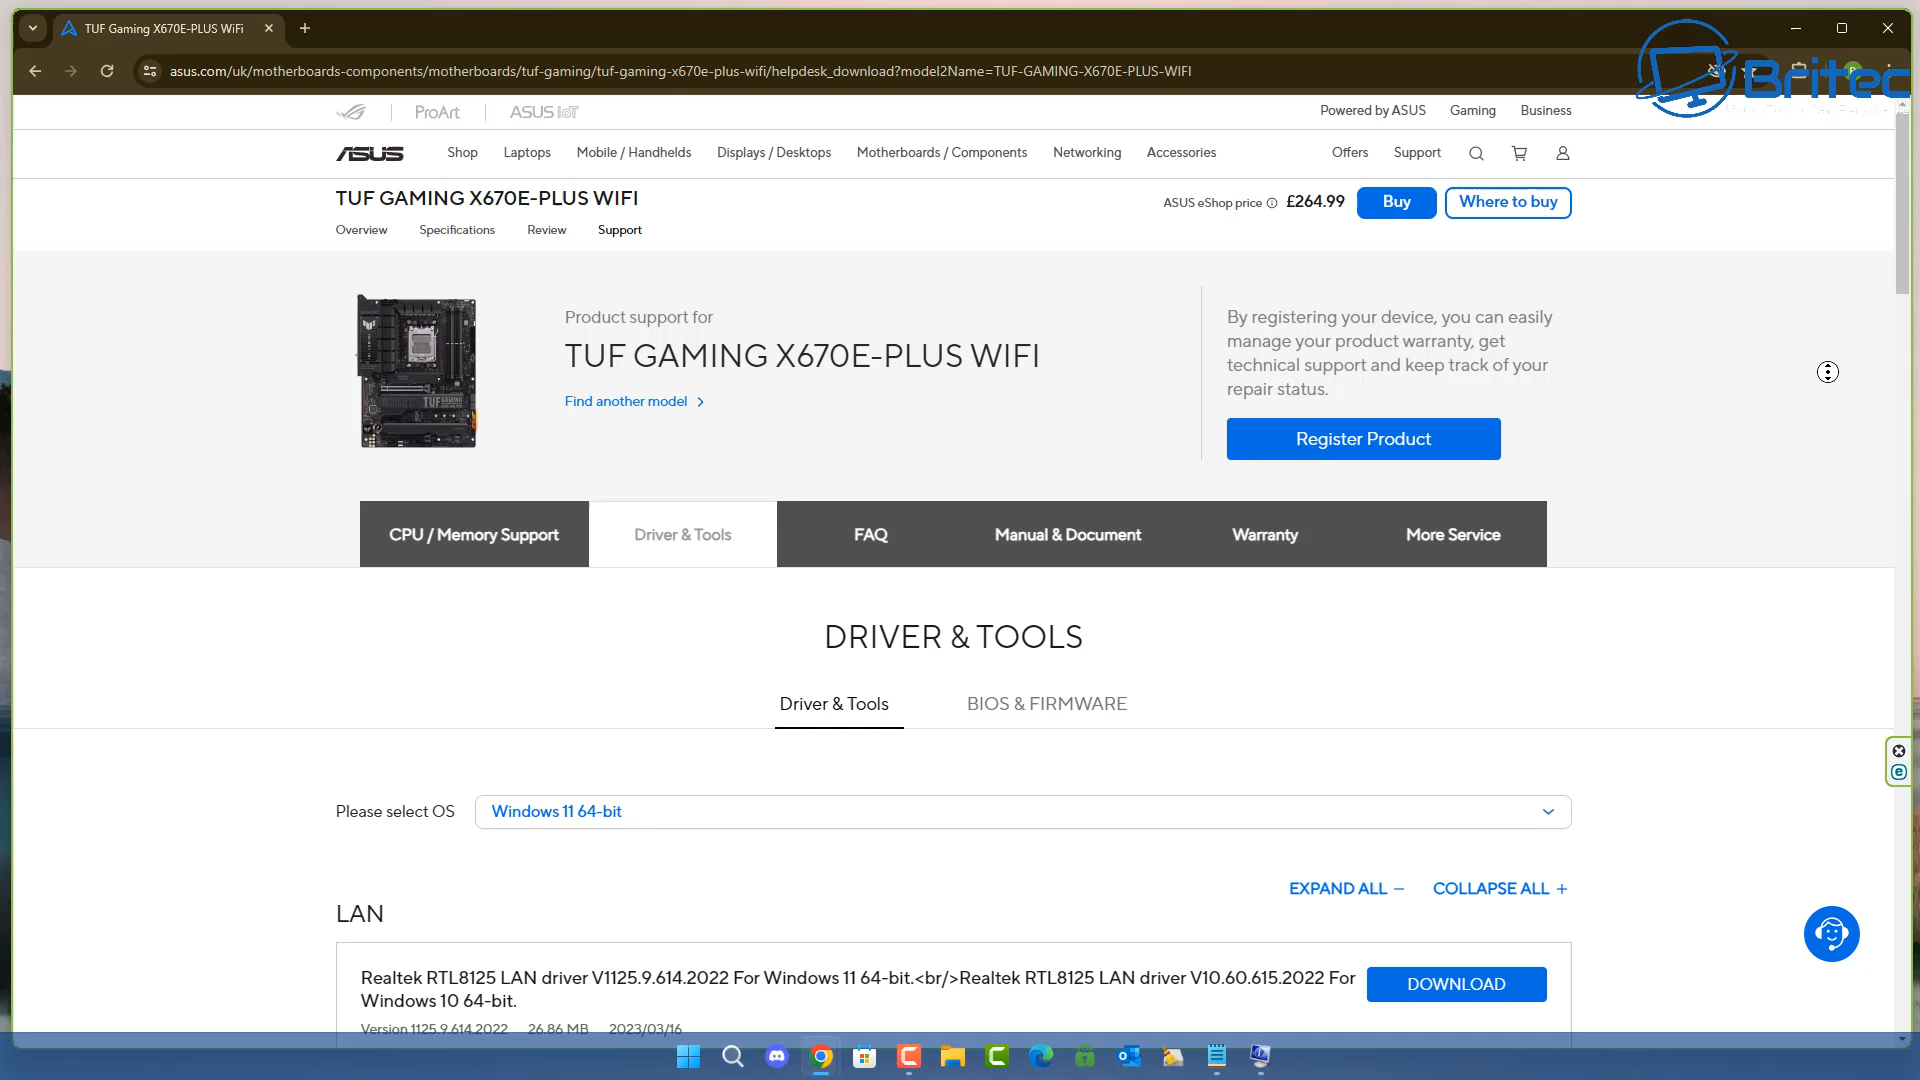 TUF Gaming X670E-PLUS WiFi
asus.com/uk/motherboards-components/motherboards/tuf-gaming/tuf-gaming-x670e-plus-wifi/helpdesk_download?model2Name=TUF-GAMING-X670E-PLUS-WIFI
Britec
ProArt
ASUS IoT
Powered by ASUS
Gaming
Business
ASUS
Shop
Laptops
Mobile / Handhelds
Displays / Desktops
Motherboards / Components
Networking
Accessories
Offers
Support
TUF GAMING X670E-PLUS WIFI
ASUS eShop price
£264.99
Buy
Where to buy
Overview
Specifications
Review
Support
Product support for
TUF GAMING X670E-PLUS WIFI
Find another model
By registering your device, you can easily
manage your product warranty, get
technical support and keep track of your
repair status.
Register Product
CPU / Memory Support
Driver & Tools
FAQ
Manual & Document
Warranty
More Service
DRIVER & TOOLS
Driver & Tools
BIOS & FIRMWARE
Please select OS
Windows 11 64-bit
EXPAND ALL
COLLAPSE ALL
LAN
Realtek RTL8125 LAN driver V1125.9.614.2022 For Windows 11 64-bit.<br/>Realtek RTL8125 LAN driver V10.60.615.2022 For
Windows 10 64-bit.
DOWNLOAD
Version 1125.9.614.2022
26.86 MB
2023/03/16